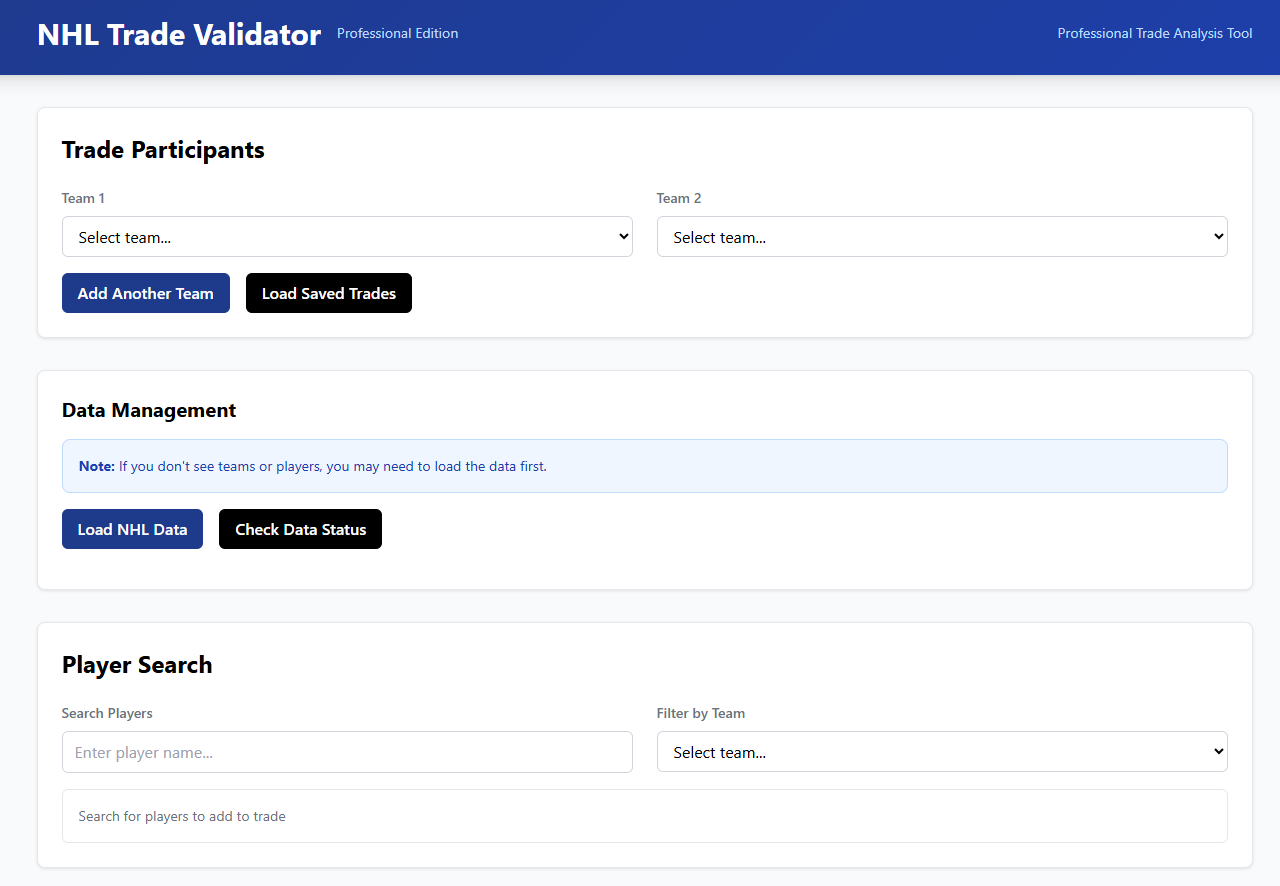 NHL Trade Validator Professional Edition Professional Trade Analysis Tool
Trade Participants
Team 1 Team 2
Select team... Select team...
Add Another Team Load Saved Trades
Data Management
Note: If you don't see teams or players, you may need to load the data first.
Load NHL Data Check Data Status
Player Search
Search Players Filter by Team
Enter player name... Select team...
Search for players to add to trade